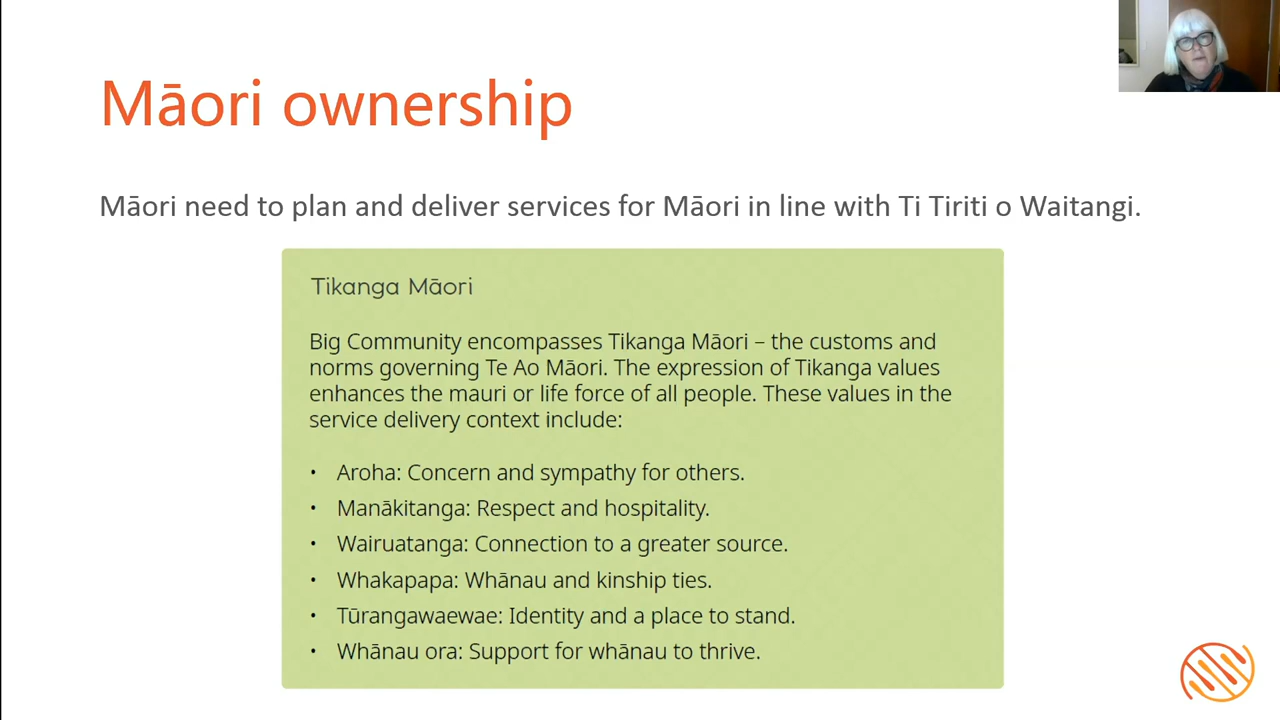 Māori ownership
Māori need to plan and deliver services for Māori in line with Ti Tiriti o Waitangi.
Tikanga Māori
Big Community encompasses Tikanga Māori – the customs and
norms governing Te Ao Māori. The expression of Tikanga values
enhances the mauri or life force of all people. These values in the
service delivery context include:
• Aroha: Concern and sympathy for others.
• Manākitanga: Respect and hospitality.
• Wairuatanga: Connection to a greater source.
• Whakapapa: Whānau and kinship ties.
• Tūrangawaewae: Identity and a place to stand.
• Whānau ora: Support for whānau to thrive.